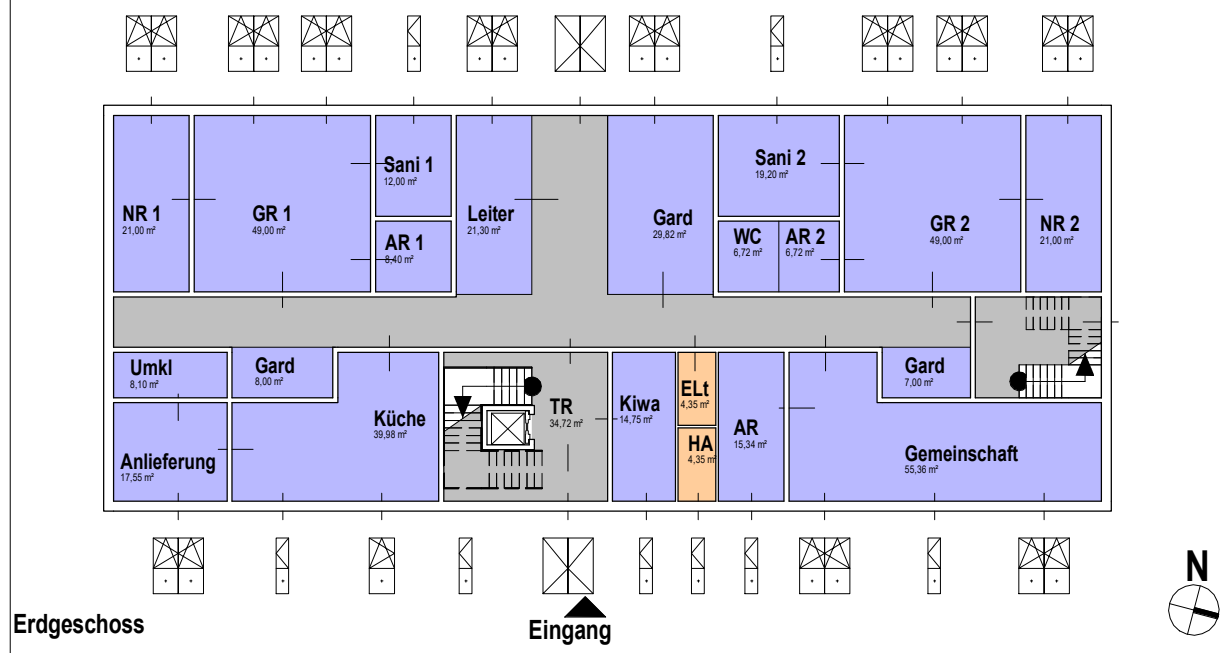 Sani 1
12,00 m²
Sani 2
19,20 m²
NR 1
21,00 m²
GR 1
49,00 m²
Leiter
21,30 m²
Gard
29,82 m²
GR 2
49,00 m²
NR 2
21,00 m²
AR 1
8,40 m²
WC
6,72 m²
AR 2
6,72 m²
Umkl
8,10 m²
Gard
8,00 m²
Gard
7,00 m²
ELt
4,35 m²
Küche
39,98 m²
TR
34,72 m²
Kiwa
14,75 m²
AR
15,34 m²
HA
4,35 m²
Anlieferung
17,55 m²
Gemeinschaft
55,36 m²
N
Erdgeschoss
Eingang